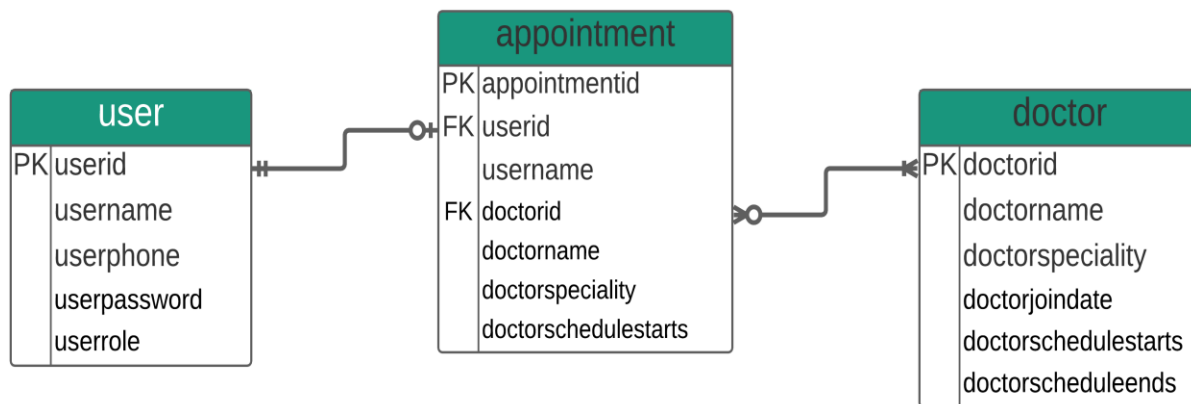 user
PK userid
username
userphone
userpassword
userrole
appointment
PK appointmentid
FK userid
username
FK doctorid
doctorname
doctorspeciality
doctorschedulestarts
doctor
PK doctorid
doctorname
doctorspeciality
doctorjoindate
doctorschedulestarts
doctorscheduleends